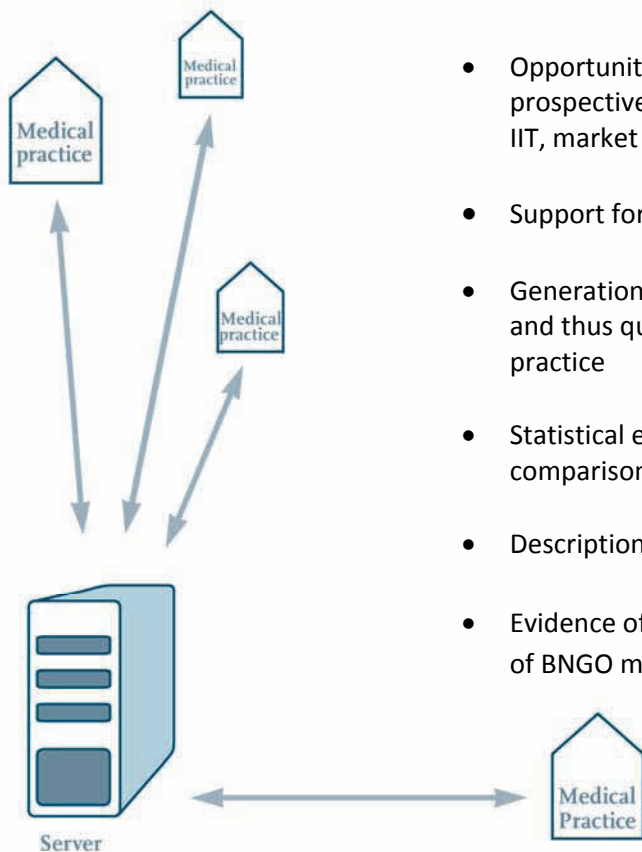 Medical
practice
Medical
practice
Medical
practice
Server
Medical
Practice
• Opportunit
prospective
IIT, market
• Support for
• Generation
and thus qu
practice
• Statistical e
comparison
• Description
• Evidence of
of BNGO m